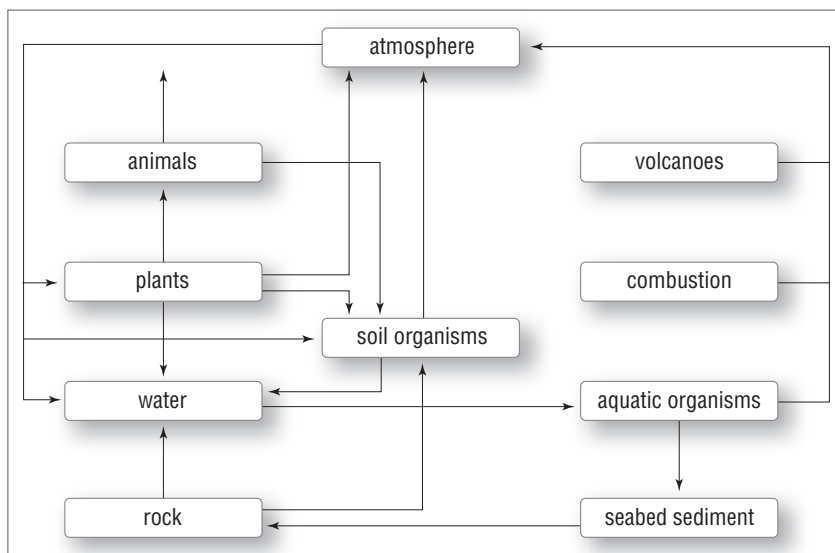 atmosphere
animals
volcanoes
plants
combustion
soil organisms
water
aquatic organisms
rock
seabed sediment